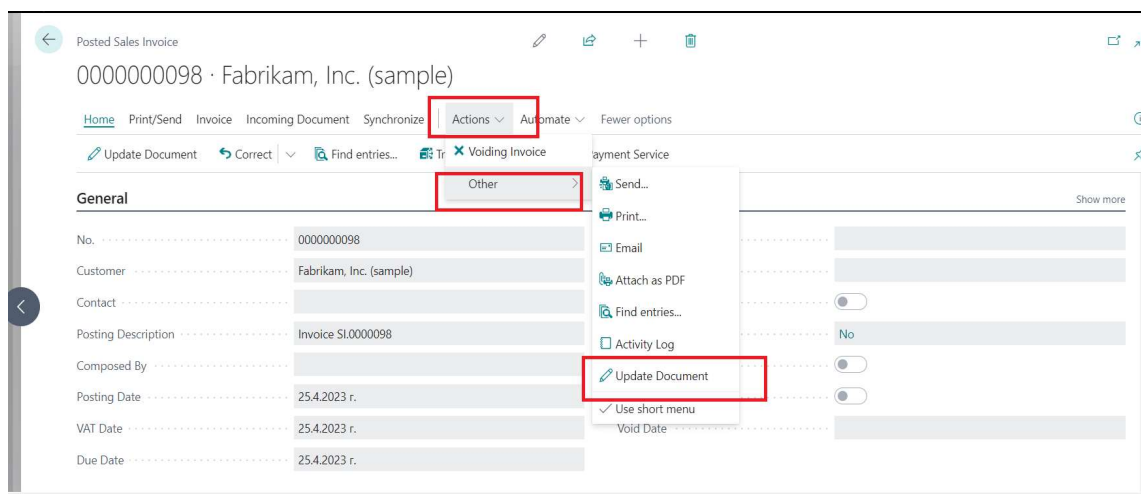 Posted Sales Invoice
0000000098 · Fabrikam, Inc. (sample)
Home Print/Send Invoice Incoming Document Synchronize Actions Automate Fewer options
Update Document Correct Find entries... Voiding Invoice Payment Service
Other
Send...
Print...
Email
Attach as PDF
Find entries...
Activity Log
Update Document
Use short menu
General Show more
No. 0000000098
Customer Fabrikam, Inc. (sample)
Contact
Posting Description Invoice SI.0000098 No
Composed By
Posting Date 25.4.2023 г.
VAT Date 25.4.2023 г. Void Date
Due Date 25.4.2023 г.